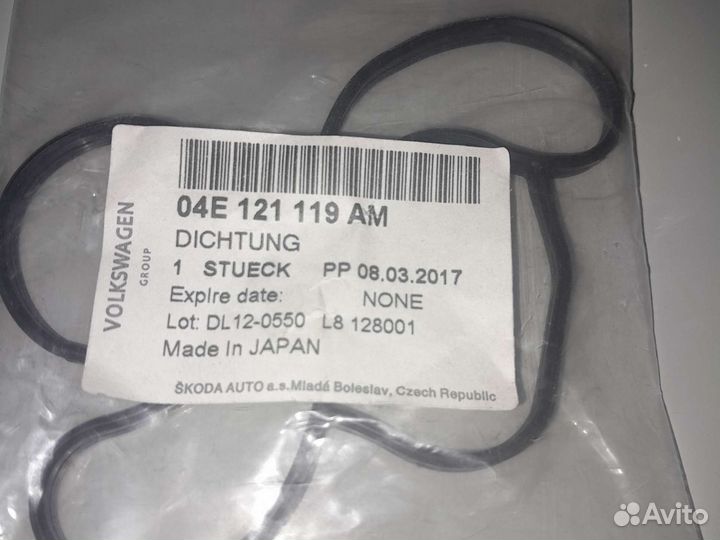 VOLKSWAGEN
GROUP
04E 121 119 AM
DICHTUNG
1 STUECK PP 08.03.2017
Expire date: NONE
Lot: DL12-0550 L8 128001
Made In JAPAN
ŠKODA AUTO a.s.Mladá Boleslav, Czech Republic
Avito